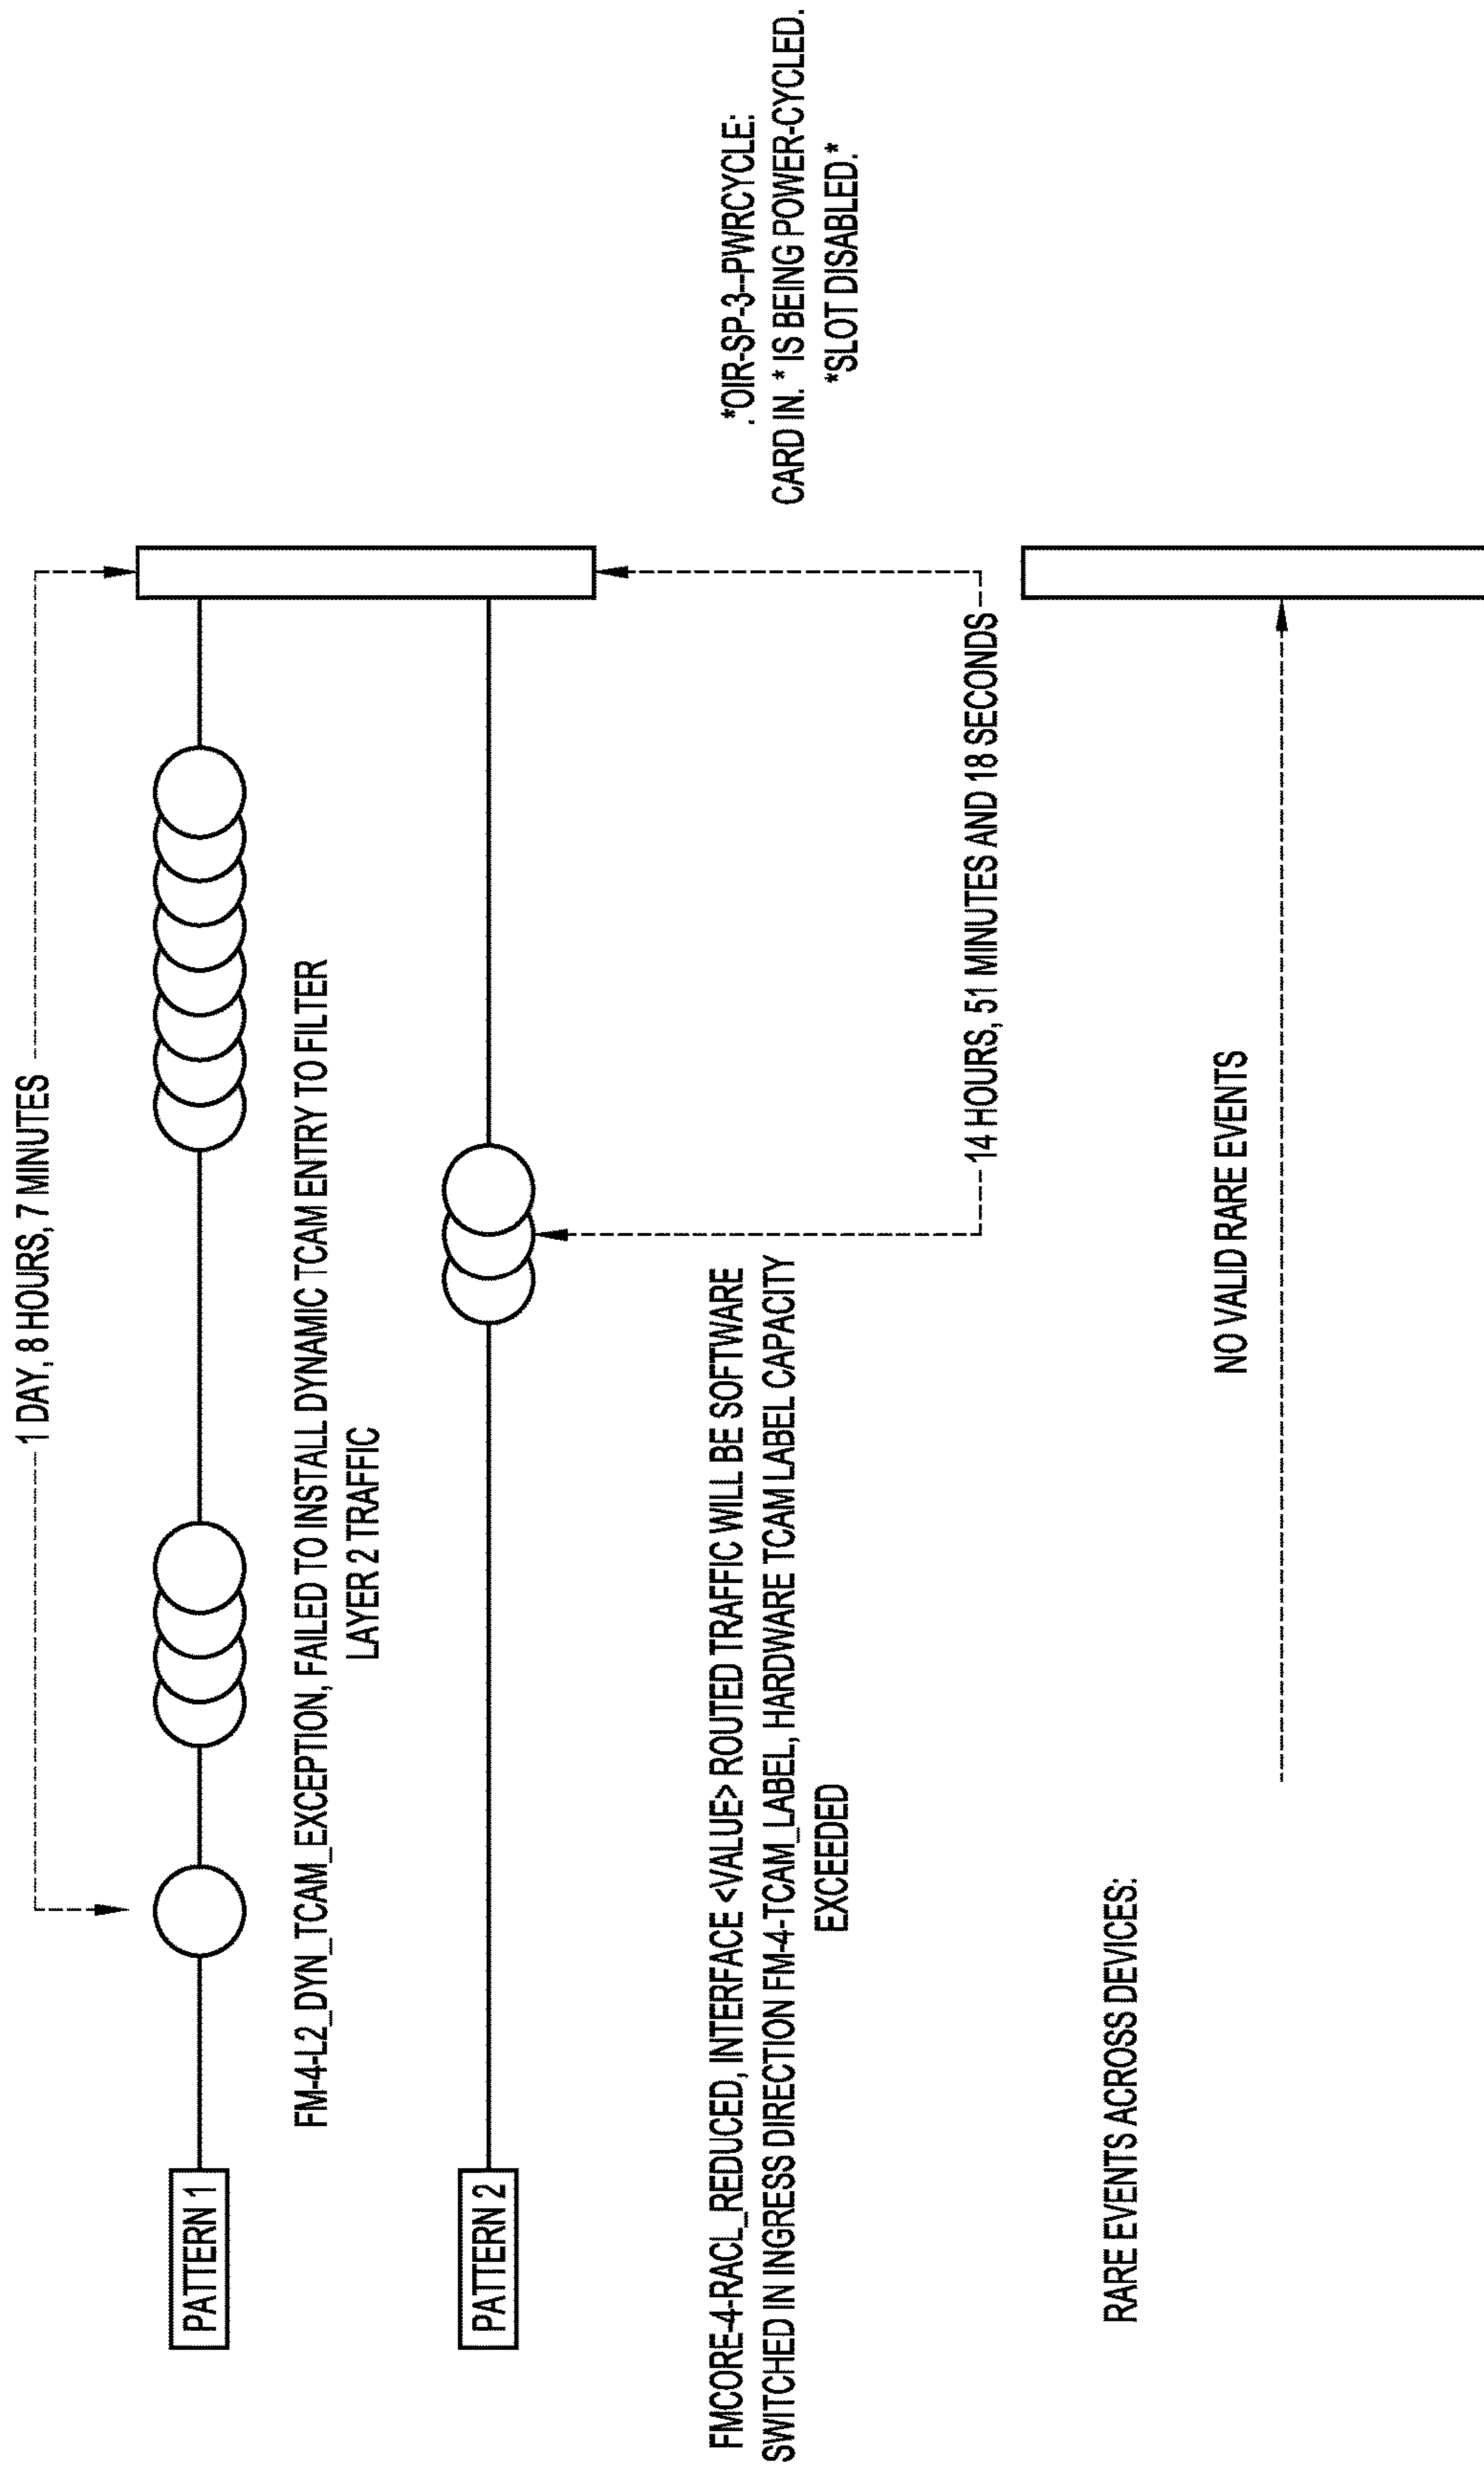 1 DAY, 8 HOURS, 7 MINUTES
PATTERN 1
FM-4-L2_DYN_TCAM_EXCEPTION, FAILED TO INSTALL DYNAMIC TCAM ENTRY TO FILTER
LAYER 2 TRAFFIC
PATTERN 2
FMCORE-4-RACL_REDUCED, INTERFACE <VALUE> ROUTED TRAFFIC WILL BE SOFTWARE
SWITCHED IN INGRESS DIRECTION FM-4-TCAM_LABEL, HARDWARE TCAM LABEL CAPACITY
EXCEEDED
.*OIR-SP-3--PWRCYCLE:
CARD IN. * IS BEING POWER-CYCLED.
*SLOT DISABLED.*
14 HOURS, 51 MINUTES AND 18 SECONDS
RARE EVENTS ACROSS DEVICES:
NO VALID RARE EVENTS